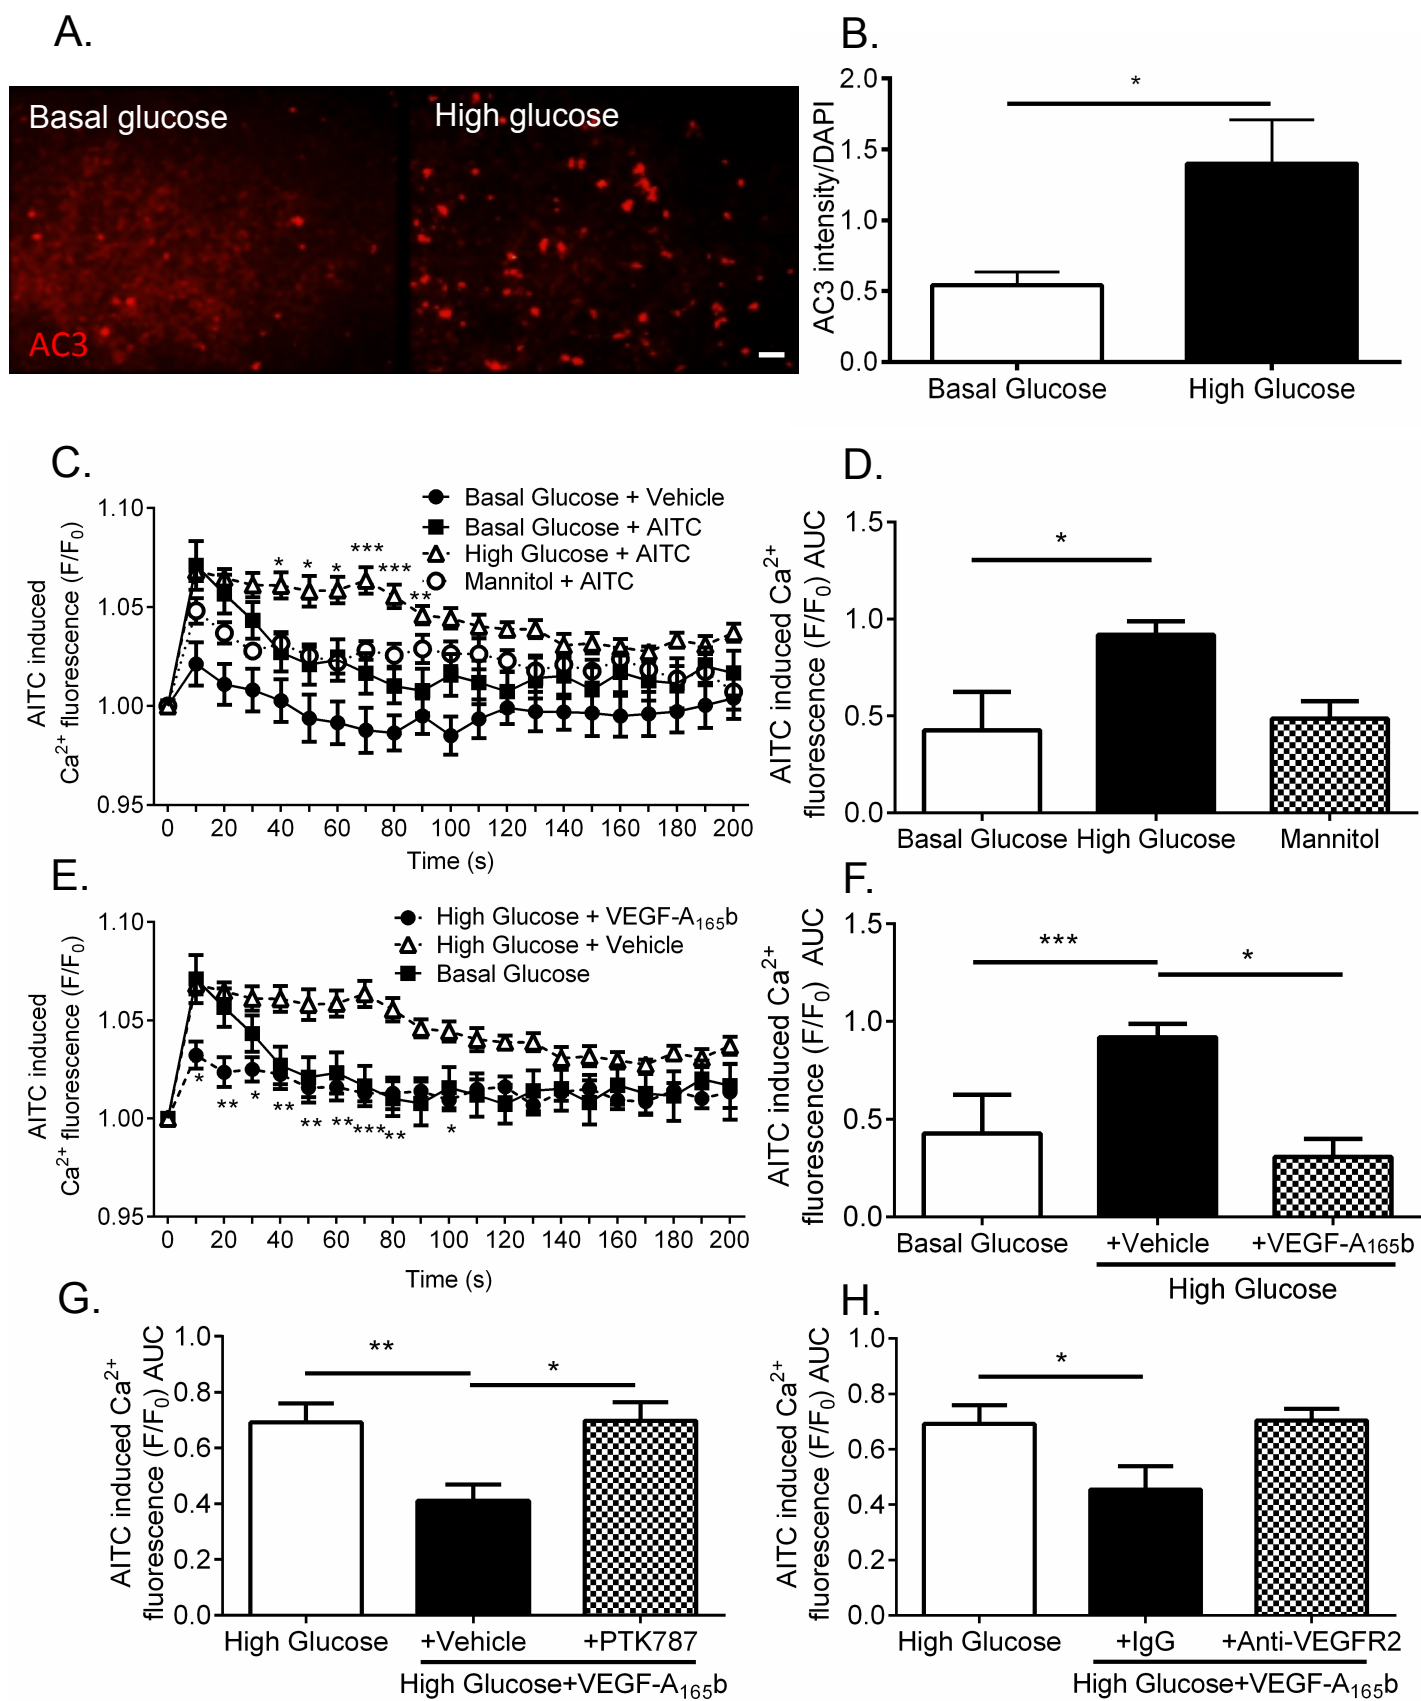 A.
Basal glucose
High glucose
AC3
B.
AC3 intensity/DAPI
2.0
1.5
1.0
0.5
0.0
*
Basal Glucose
High Glucose
C.
AITC induced
Ca²⁺ fluorescence (F/F₀)
1.10
1.05
1.00
0.95
Basal Glucose + Vehicle
Basal Glucose + AITC
High Glucose + AITC
Mannitol + AITC
* * * *** *** **
0 20 40 60 80 100 120 140 160 180 200
Time (s)
D.
AITC induced Ca²⁺
fluorescence (F/F₀) AUC
1.5
1.0
0.5
0.0
*
Basal Glucose
High Glucose
Mannitol
E.
AITC induced
Ca²⁺ fluorescence (F/F₀)
1.10
1.05
1.00
0.95
High Glucose + VEGF-A₁₆₅b
High Glucose + Vehicle
Basal Glucose
* ** * ** ** ** *** ** *
0 20 40 60 80 100 120 140 160 180 200
Time (s)
F.
AITC induced Ca²⁺
fluorescence (F/F₀) AUC
1.5
1.0
0.5
0.0
*** *
Basal Glucose
+Vehicle
+VEGF-A₁₆₅b
High Glucose
G.
AITC induced Ca²⁺
fluorescence (F/F₀) AUC
1.0
0.8
0.6
0.4
0.2
0.0
** *
High Glucose
+Vehicle
+PTK787
High Glucose+VEGF-A₁₆₅b
H.
AITC induced Ca²⁺
fluorescence (F/F₀) AUC
1.0
0.8
0.6
0.4
0.2
0.0
*
High Glucose
+IgG
+Anti-VEGFR2
High Glucose+VEGF-A₁₆₅b